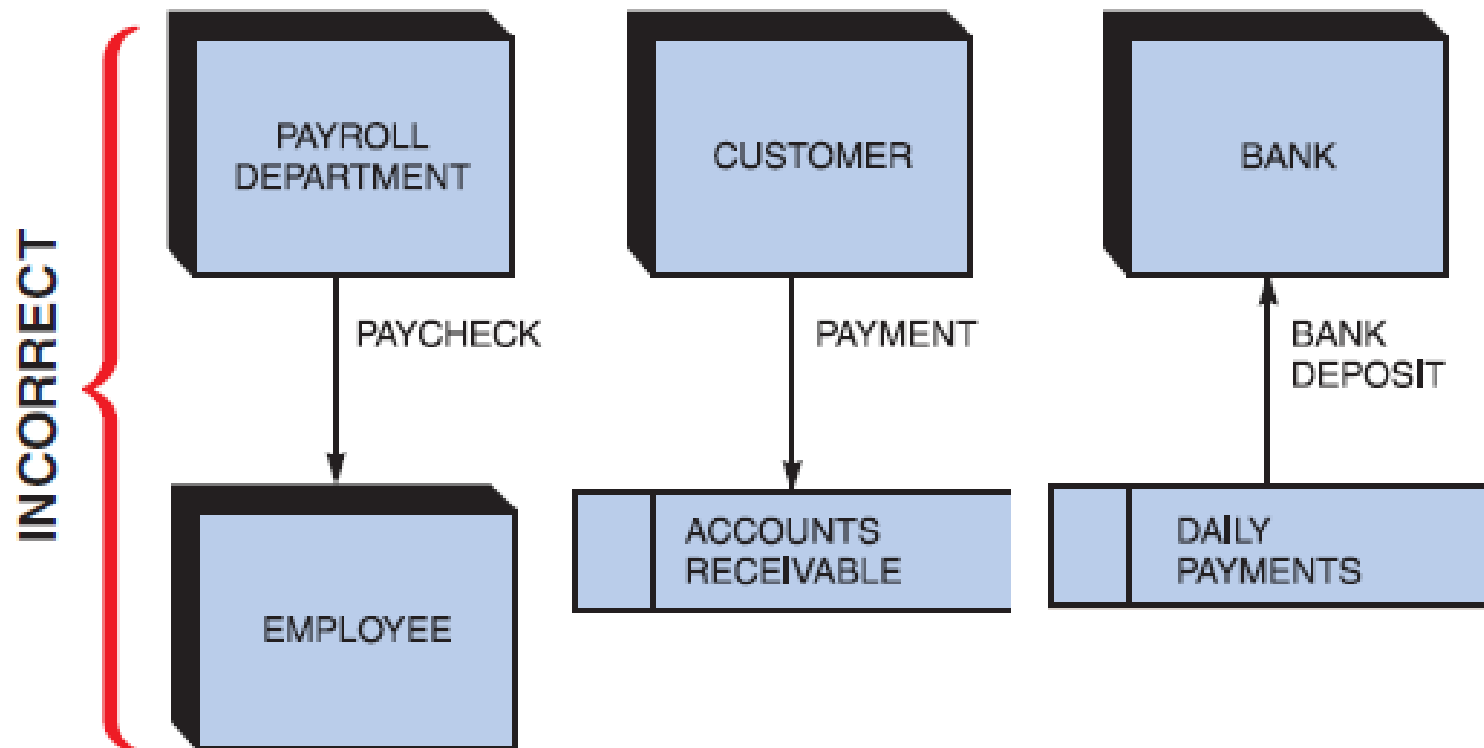 INCORRECT
PAYROLL
DEPARTMENT
CUSTOMER
BANK
PAYCHECK
PAYMENT
BANK
DEPOSIT
EMPLOYEE
ACCOUNTS
RECEIVABLE
DAILY
PAYMENTS